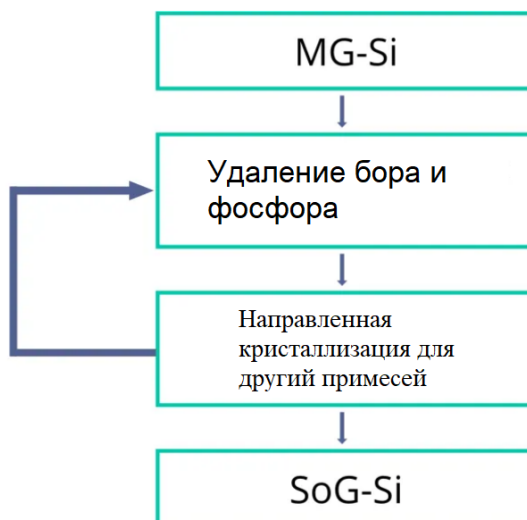 MG-Si
Удаление бора и
фосфора
Направленная
кристаллизация для
другий примесей
SoG-Si